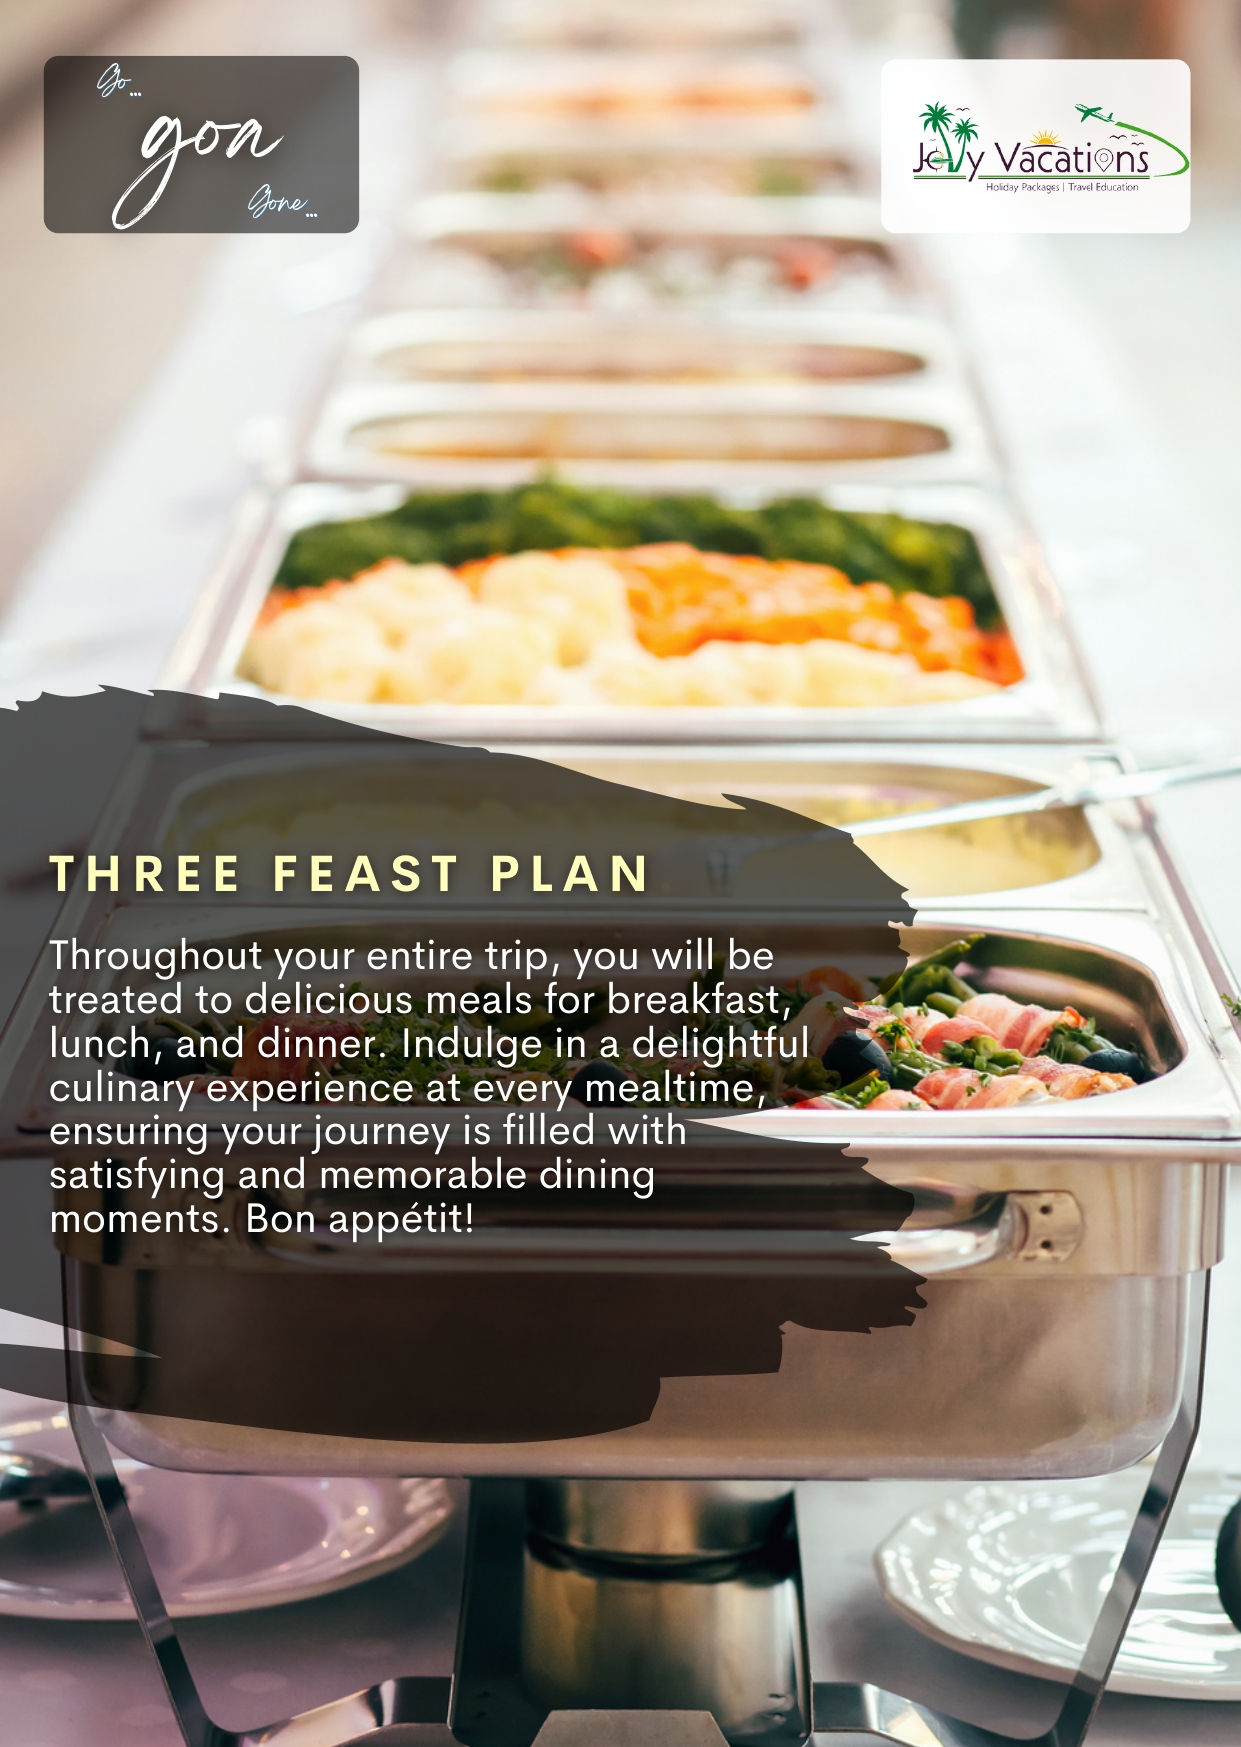 Go...
goa
Gone...
Jolly Vacations
Holiday Packages | Travel Education
THREE FEAST PLAN
Throughout your entire trip, you will be
treated to delicious meals for breakfast,
lunch, and dinner. Indulge in a delightful
culinary experience at every mealtime,
ensuring your journey is filled with
satisfying and memorable dining
moments. Bon appétit!